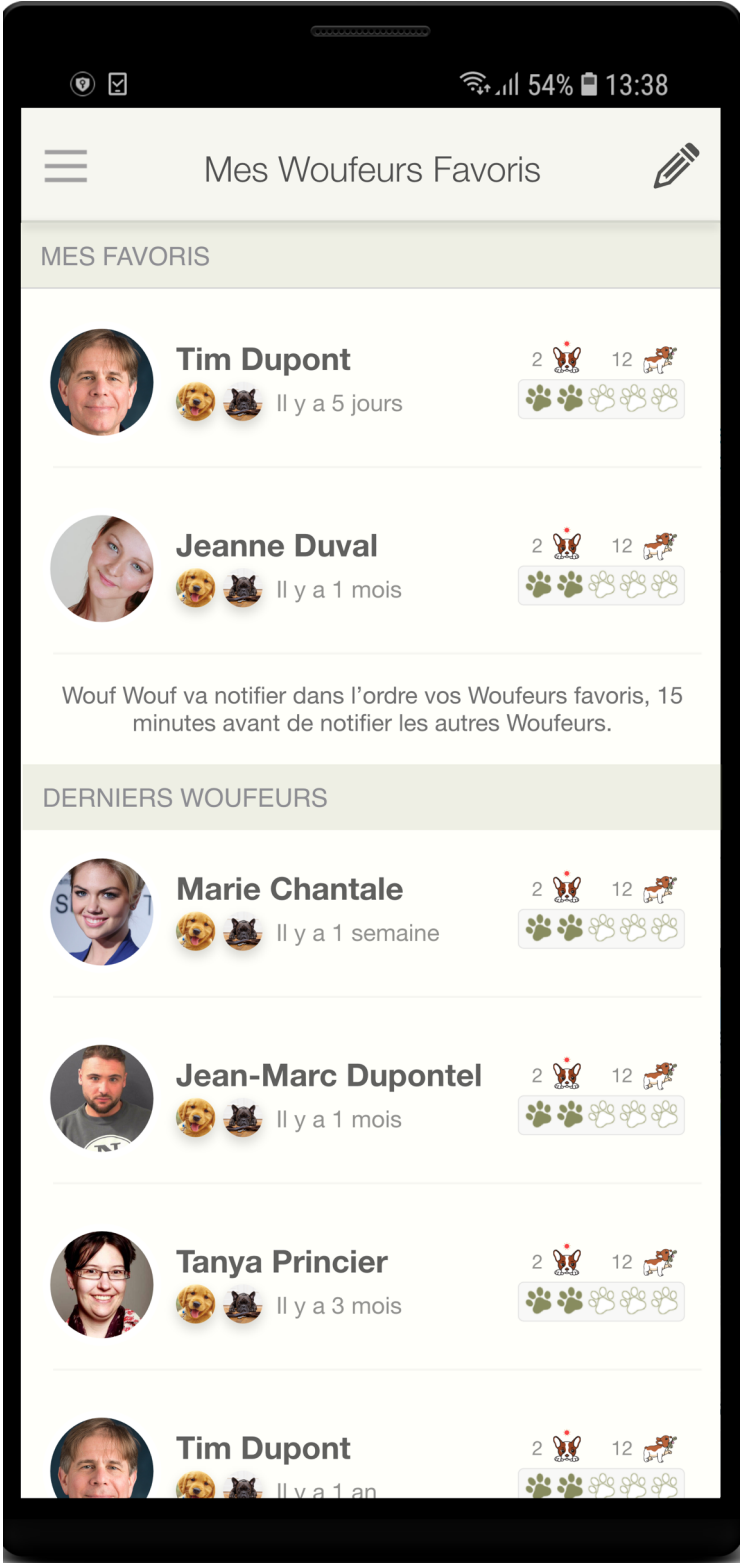 54% 13:38
Mes Woufeurs Favoris
MES FAVORIS
Tim Dupont
2 12
Il y a 5 jours
Jeanne Duval
2 12
Il y a 1 mois
Wouf Wouf va notifier dans l’ordre vos Woufeurs favoris, 15
minutes avant de notifier les autres Woufeurs.
DERNIERS WOUFEURS
Marie Chantale
2 12
Il y a 1 semaine
Jean-Marc Dupontel
2 12
Il y a 1 mois
Tanya Princier
2 12
Il y a 3 mois
Tim Dupont
2 12
Il y a 1 an